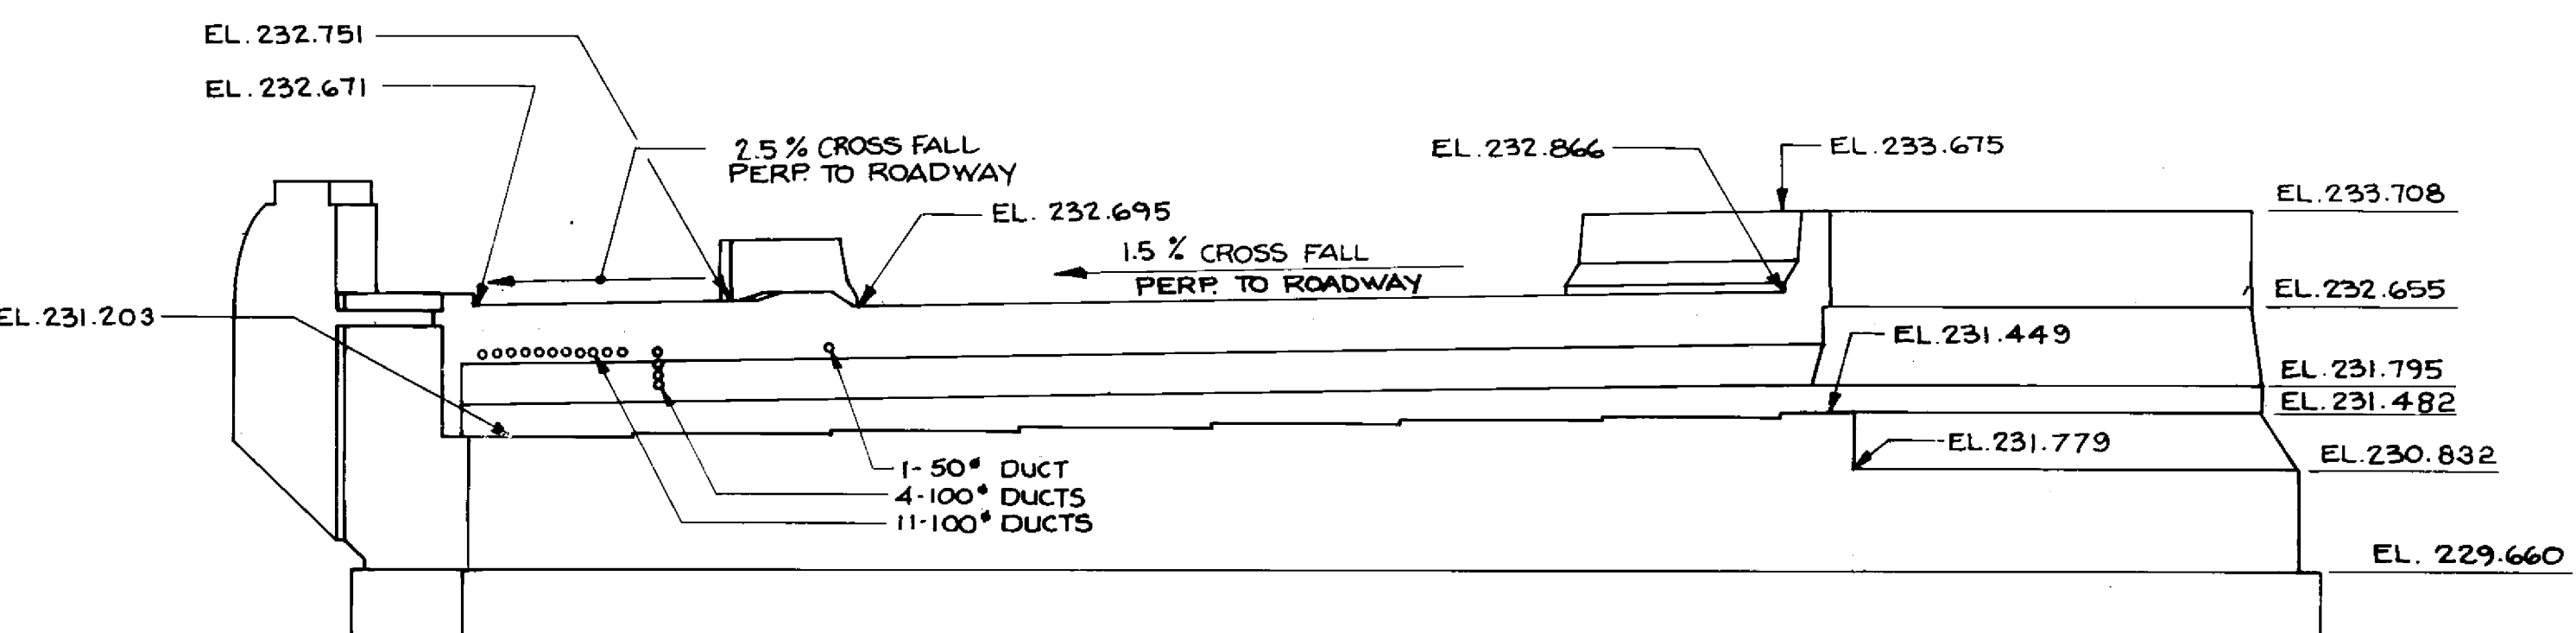 EL.232.751
EL.232.671
2.5% CROSS FALL
PERP. TO ROADWAY
EL.232.866
EL.233.675
EL.233.708
EL. 232.695
1.5% CROSS FALL
PERP. TO ROADWAY
EL.232.655
EL.231.203
EL.231.449
EL.231.795
EL.231.482
EL.231.779
EL.230.832
1-50ø DUCT
4-100ø DUCTS
11-100ø DUCTS
EL. 229.660